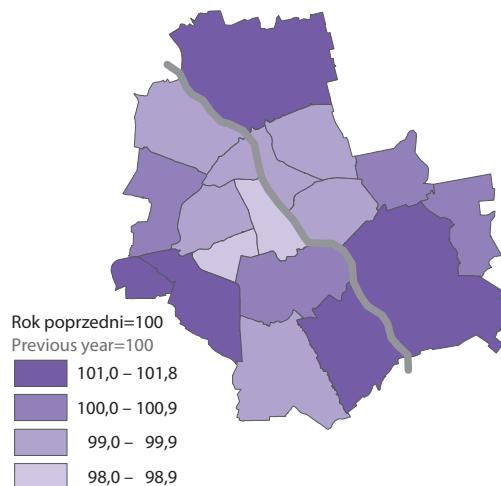 Rok poprzedni=100
Previous year=100
101,0 – 101,8
100,0 – 100,9
99,0 – 99,9
98,0 – 98,9